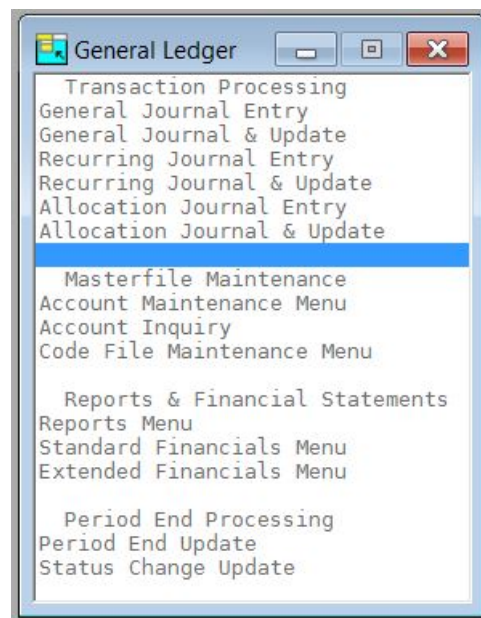 General Ledger
Transaction Processing
General Journal Entry
General Journal & Update
Recurring Journal Entry
Recurring Journal & Update
Allocation Journal Entry
Allocation Journal & Update
Masterfile Maintenance
Account Maintenance Menu
Account Inquiry
Code File Maintenance Menu
Reports & Financial Statements
Reports Menu
Standard Financials Menu
Extended Financials Menu
Period End Processing
Period End Update
Status Change Update